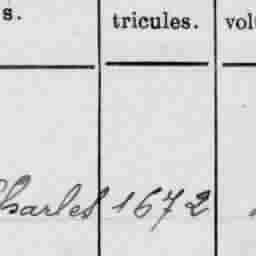 s. tricules. vol
Charles 1672